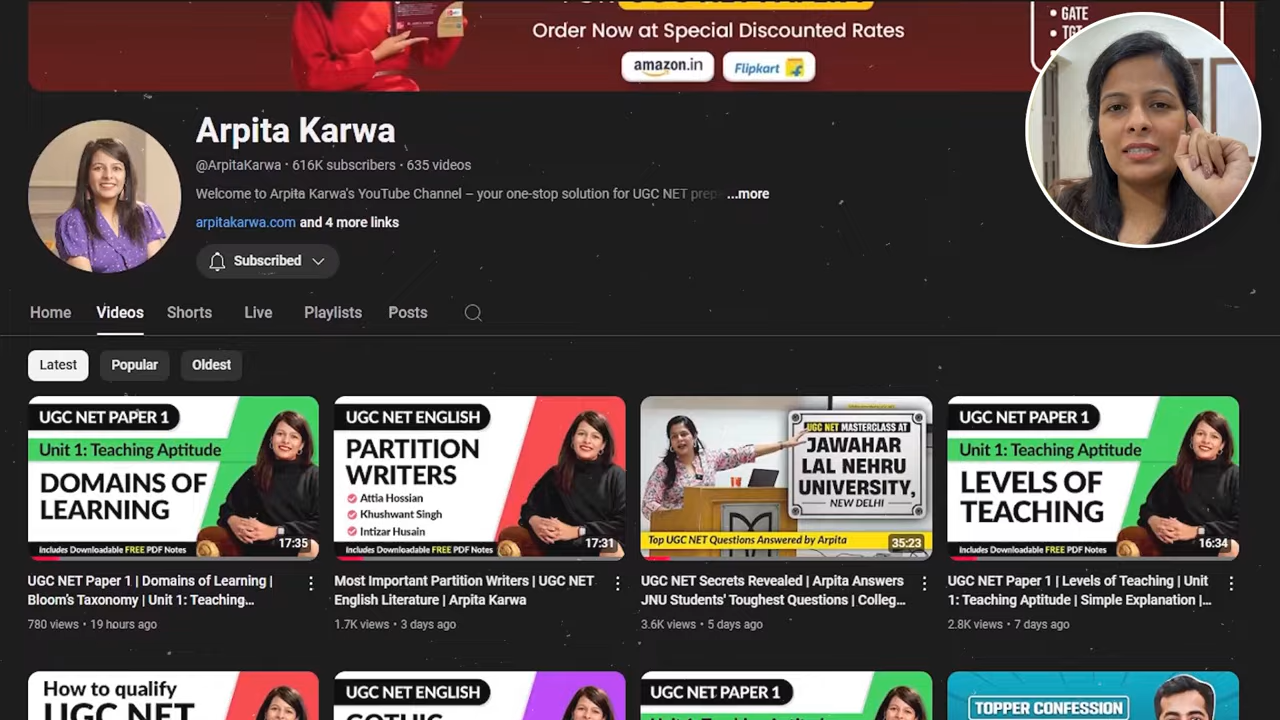 Order Now at Special Discounted Rates
• GATE
amazon.in
Flipkart
Arpita Karwa
@ArpitaKarwa • 616K subscribers • 635 videos
Welcome to Arpita Karwa's YouTube Channel – your one-stop solution for UGC NET ...more
arpitakarwa.com and 4 more links
Subscribed
Home Videos Shorts Live Playlists Posts
Latest Popular Oldest
UGC NET PAPER 1
Unit 1: Teaching Aptitude
DOMAINS OF
LEARNING
17:35
Includes Downloadable FREE PDF Notes
UGC NET ENGLISH
PARTITION
WRITERS
Attia Hossian
Khushwant Singh
Intizar Husain
17:31
Includes Downloadable FREE PDF Notes
UGC NET MASTERCLASS AT
JAWAHAR
LAL NEHRU
UNIVERSITY,
NEW DELHI
Top UGC NET Questions Answered by Arpita
35:23
UGC NET PAPER 1
Unit 1: Teaching Aptitude
LEVELS OF
TEACHING
16:34
Includes Downloadable FREE PDF Notes
UGC NET Paper 1 | Domains of Learning |
Bloom's Taxonomy | Unit 1: Teaching...
780 views • 19 hours ago
Most Important Partition Writers | UGC NET
English Literature | Arpita Karwa
1.7K views • 3 days ago
UGC NET Secrets Revealed | Arpita Answers
JNU Students' Toughest Questions | Colleg...
3.6K views • 5 days ago
UGC NET Paper 1 | Levels of Teaching | Unit
1: Teaching Aptitude | Simple Explanation |...
2.8K views • 7 days ago
How to qualify
UGC NET
UGC NET ENGLISH
GOTHIC
UGC NET PAPER 1
TOPPER CONFESSION